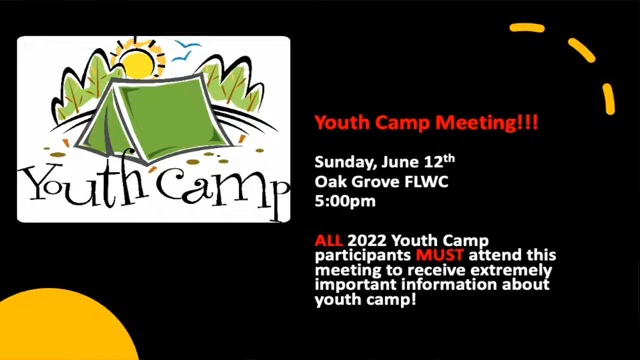 Youth Camp
Youth Camp Meeting!!!
Sunday, June 12th
Oak Grove FLWC
5:00pm
ALL 2022 Youth Camp
participants MUST attend this
meeting to receive extremely
important information about
youth camp!